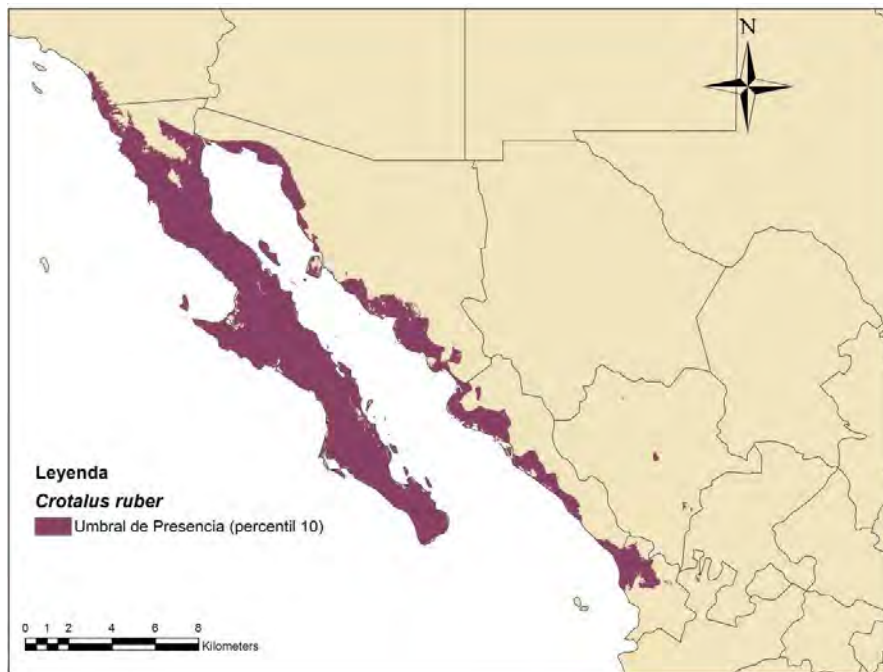 N
Leyenda
Crotalus ruber
Umbral de Presencia (percentil 10)
0 1 2 4 6 8
Kilometers